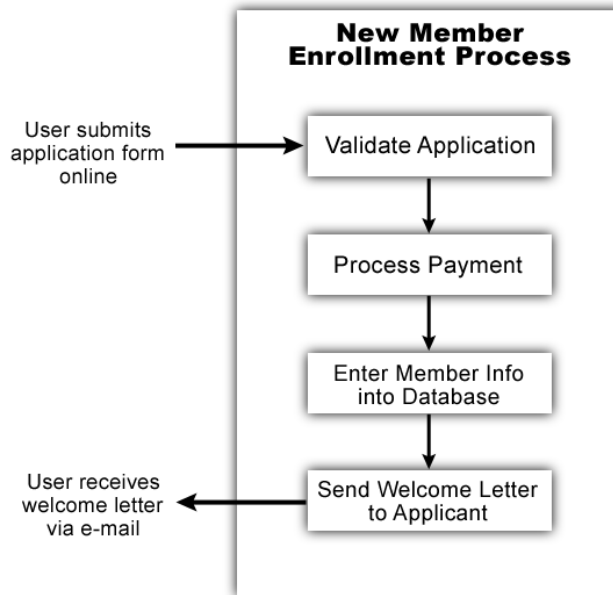 New Member
Enrollment Process
User submits
application form
online
Validate Application
Process Payment
Enter Member Info
into Database
Send Welcome Letter
to Applicant
User receives
welcome letter
via e-mail